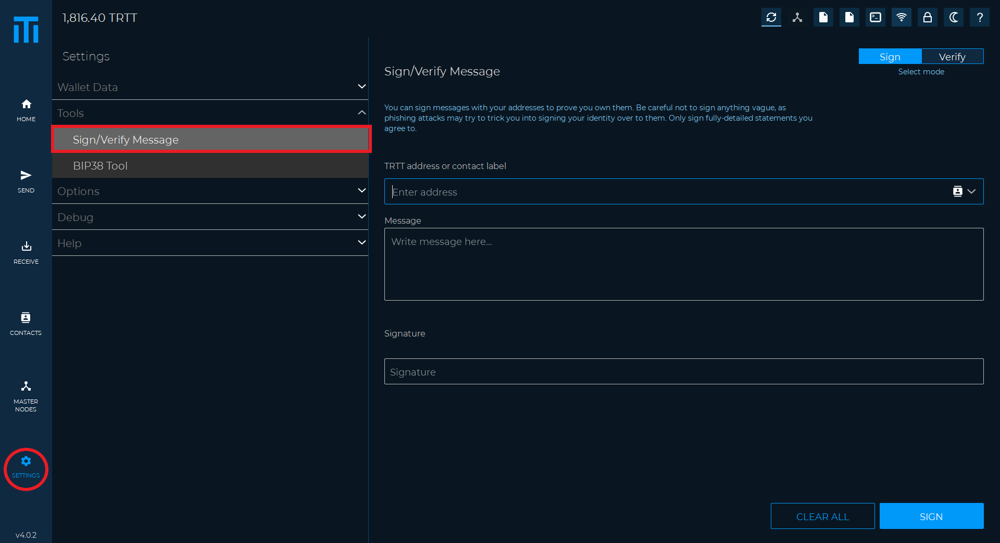 1,816.40 TRTT
?
HOME
SEND
RECEIVE
CONTACTS
MASTER
NODES
SETTINGS
v4.0.2
Settings
Wallet Data
Tools
Sign/Verify Message
BIP38 Tool
Options
Debug
Help
Sign Verify
Select mode
Sign/Verify Message
You can sign messages with your addresses to prove you own them. Be careful not to sign anything vague, as
phishing attacks may try to trick you into signing your identity over to them. Only sign fully-detailed statements you
agree to.
TRTT address or contact label
Enter address
Message
Write message here...
Signature
Signature
CLEAR ALL SIGN